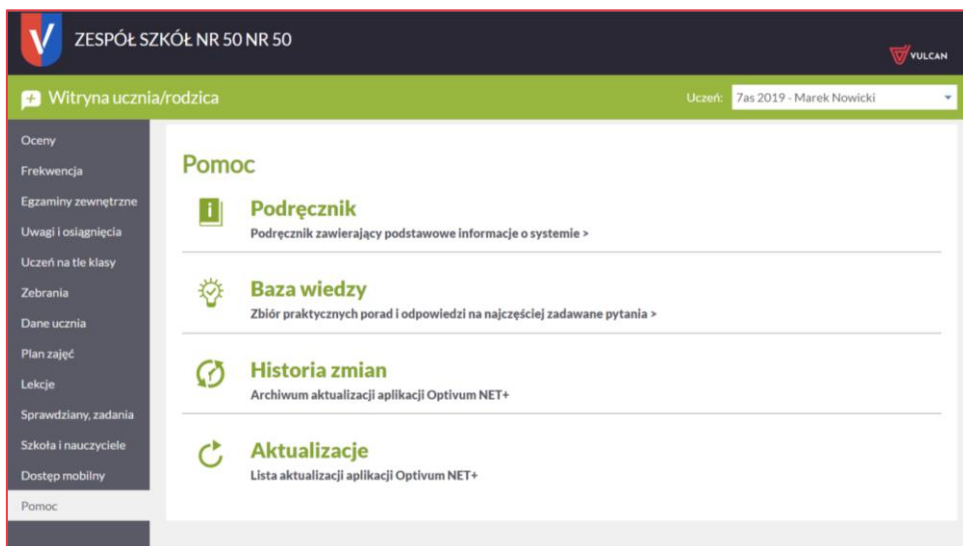 ZESPÓŁ SZKÓŁ NR 50 NR 50
VULCAN
Witryna ucznia/rodzica
Uczeń: 7as 2019 - Marek Nowicki
Oceny
Frekwencja
Egzaminy zewnętrzne
Uwagi i osiągnięcia
Uczeń na tle klasy
Zebrania
Dane ucznia
Plan zajęć
Lekcje
Sprawdziany, zadania
Szkoła i nauczyciele
Dostęp mobilny
Pomoc
Pomoc
Podręcznik
Podręcznik zawierający podstawowe informacje o systemie >
Baza wiedzy
Zbiór praktycznych porad i odpowiedzi na najczęściej zadawane pytania >
Historia zmian
Archiwum aktualizacji aplikacji Optivum NET+
Aktualizacje
Lista aktualizacji aplikacji Optivum NET+